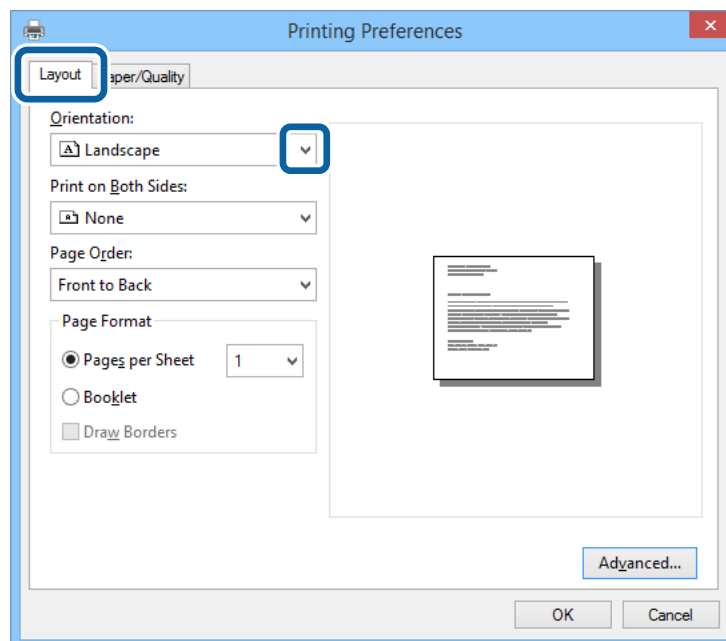 Printing Preferences
Layout
aper/Quality
Orientation:
Landscape
Print on Both Sides:
None
Page Order:
Front to Back
Page Format
Pages per Sheet 1
Booklet
Draw Borders
Advanced...
OK Cancel